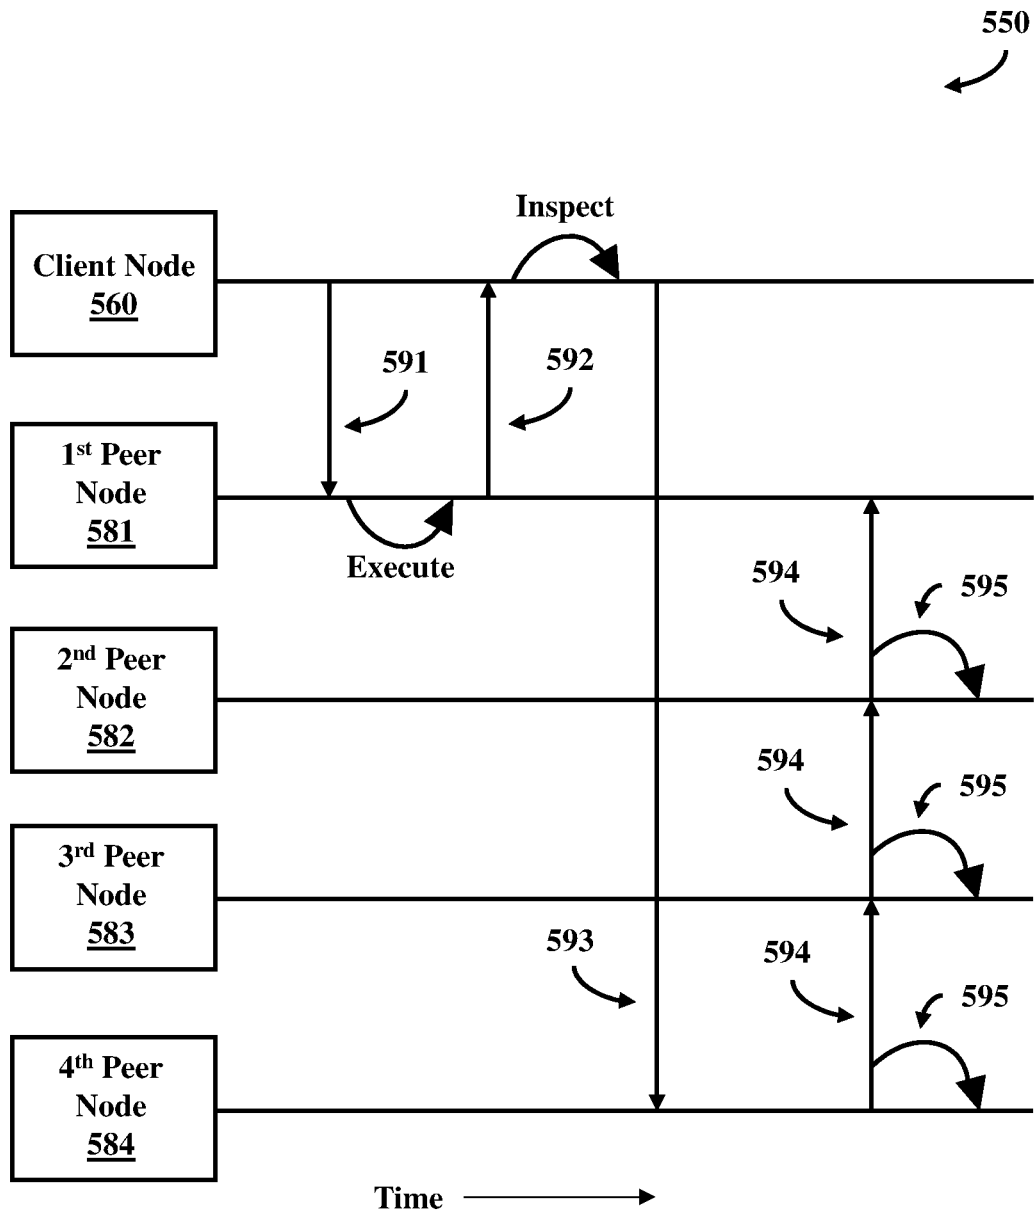 550
Inspect
Client Node
560
591
592
1st Peer
Node
581
Execute
594
595
2nd Peer
Node
582
594
595
3rd Peer
Node
583
593
594
595
4th Peer
Node
584
Time